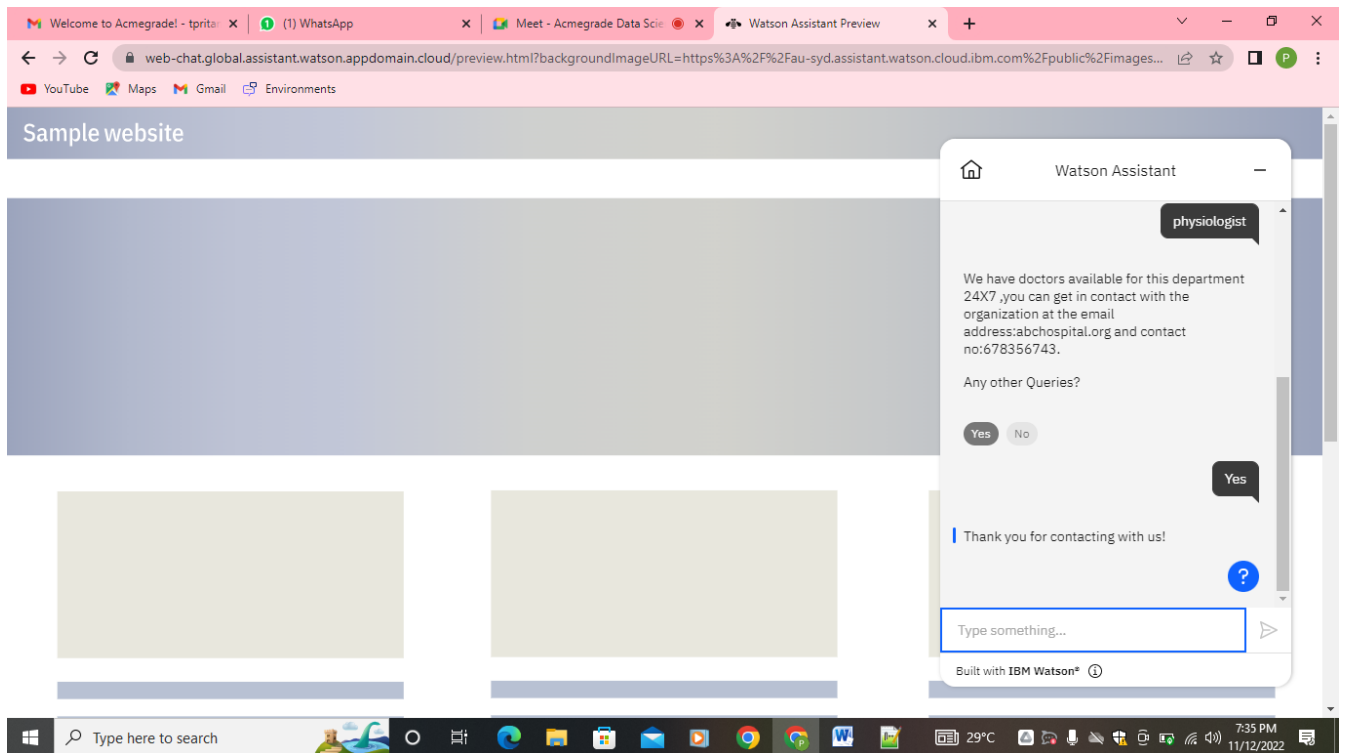 Welcome to Acmegrade! - tpritar
(1) WhatsApp
Meet - Acmegrade Data Scie
Watson Assistant Preview
web-chat.global.assistant.watson.appdomain.cloud/preview.html?backgroundImageURL=https%3A%2F%2Fau-syd.assistant.watson.cloud.ibm.com%2Fpublic%2Fimages...
P
YouTube
Maps
Gmail
Environments
Sample website
Watson Assistant
physiologist
We have doctors available for this department
24X7 ,you can get in contact with the
organization at the email
address:abchospital.org and contact
no:678356743.
Any other Queries?
Yes
No
Yes
Thank you for contacting with us!
?
Type something...
Built with IBM Watson®
Type here to search
29°C
7:35 PM
11/12/2022